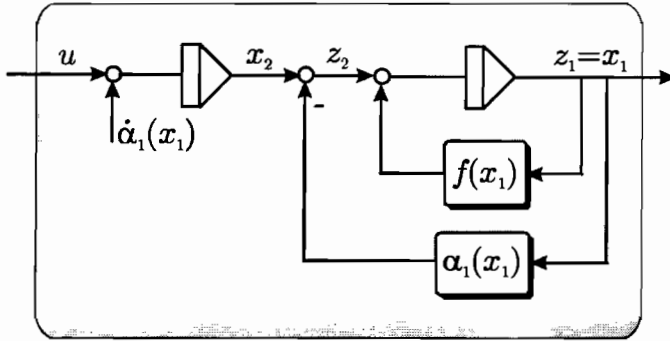 u
x₂
z₂
z₁=x₁
-
α̇₁(x₁)
f(x₁)
α₁(x₁)